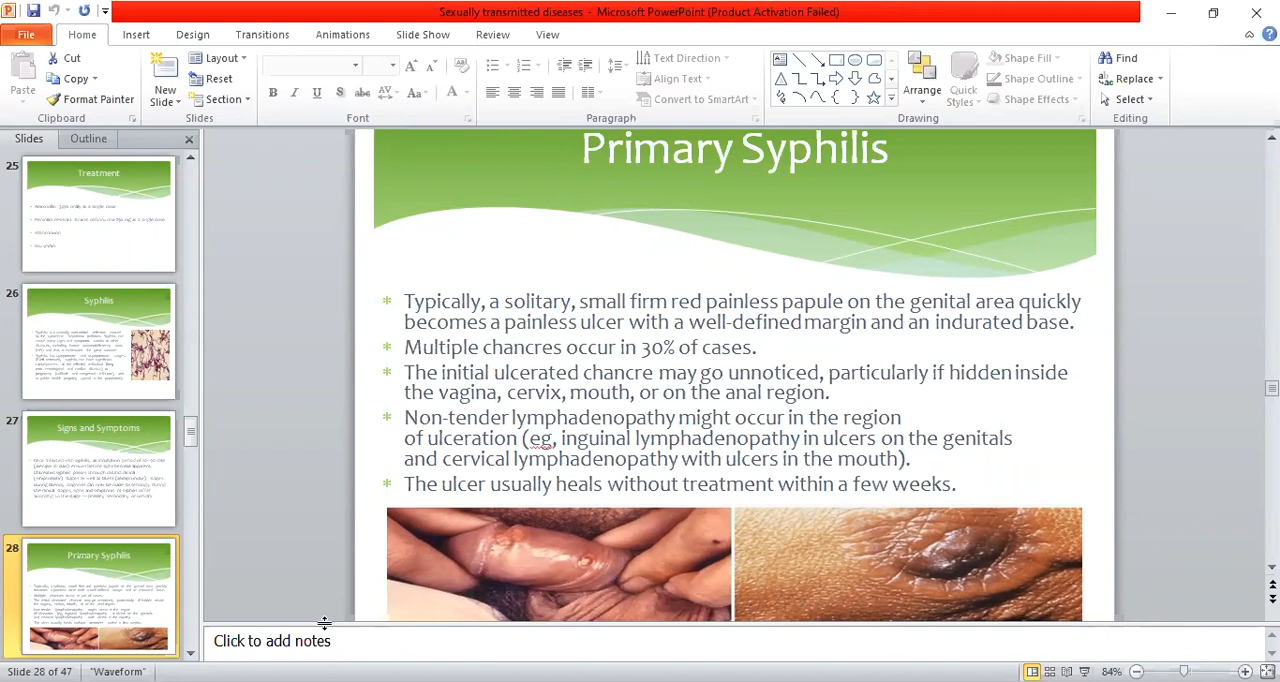 Sexually transmitted diseases - Microsoft PowerPoint (Product Activation Failed)
File Home Insert Design Transitions Animations Slide Show Review View
Paste
Cut
Copy
Format Painter
Clipboard
New Slide
Layout
Reset
Section
Slides
B I U S abc AV Aa A
Font
Paragraph
Text Direction
Align Text
Convert to SmartArt
Arrange
Quick Styles
Shape Fill
Shape Outline
Shape Effects
Drawing
Find
Replace
Select
Editing
Slides Outline
25
Treatment
26
Syphilis
27
Signs and Symptoms
28
Primary Syphilis
Primary Syphilis
* Typically, a solitary, small firm red painless papule on the genital area quickly
becomes a painless ulcer with a well-defined margin and an indurated base.
* Multiple chancres occur in 30% of cases.
* The initial ulcerated chancre may go unnoticed, particularly if hidden inside
the vagina, cervix, mouth, or on the anal region.
* Non-tender lymphadenopathy might occur in the region
of ulceration (eg, inguinal lymphadenopathy in ulcers on the genitals
and cervical lymphadenopathy with ulcers in the mouth).
* The ulcer usually heals without treatment within a few weeks.
Click to add notes
Slide 28 of 47 "Waveform" 84%